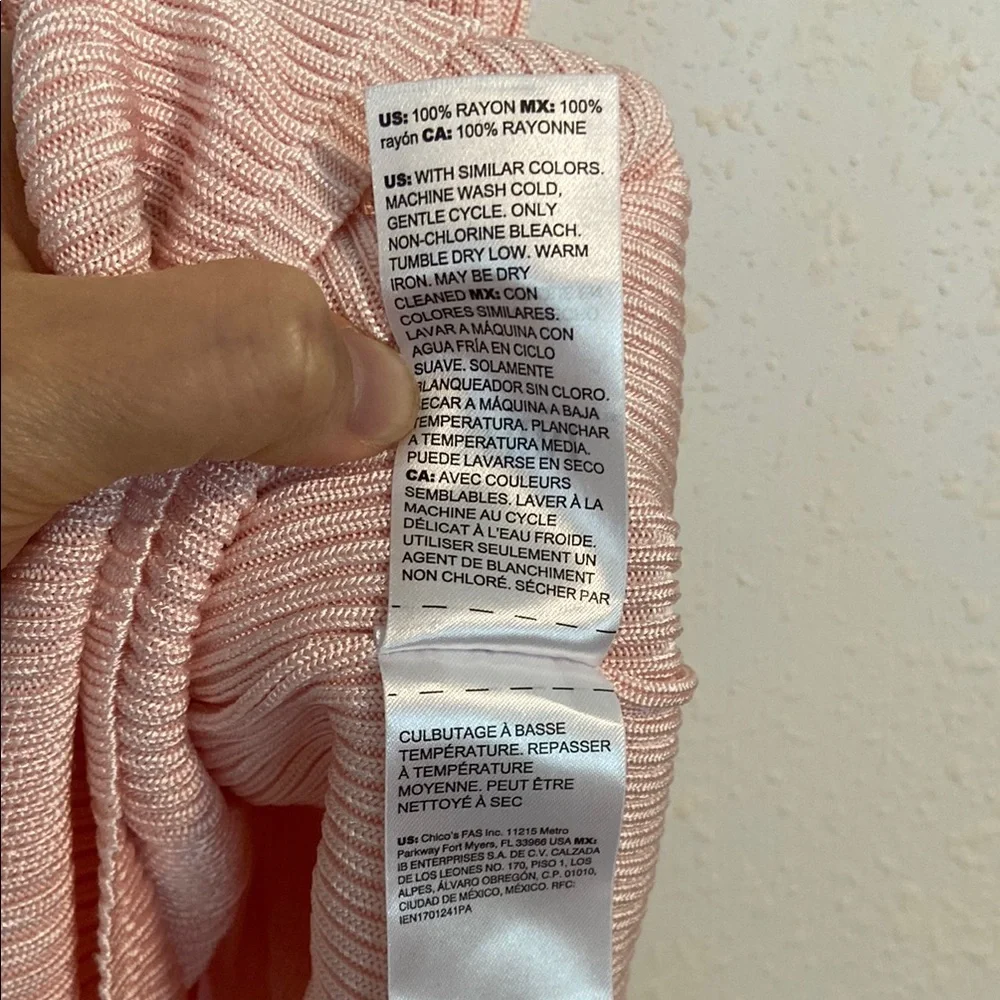 US: 100% RAYON MX: 100%
rayón CA: 100% RAYONNE
US: WITH SIMILAR COLORS.
MACHINE WASH COLD,
GENTLE CYCLE. ONLY
NON-CHLORINE BLEACH.
TUMBLE DRY LOW. WARM
IRON. MAY BE DRY
CLEANED MX: CON
COLORES SIMILARES.
LAVAR A MÁQUINA CON
AGUA FRÍA EN CICLO
SUAVE. SOLAMENTE
BLANQUEADOR SIN CLORO.
ECAR A MÁQUINA A BAJA
TEMPERATURA. PLANCHAR
A TEMPERATURA MEDIA.
PUEDE LAVARSE EN SECO
CA: AVEC COULEURS
SEMBLABLES. LAVER À LA
MACHINE AU CYCLE
DÉLICAT À L'EAU FROIDE.
UTILISER SEULEMENT UN
AGENT DE BLANCHIMENT
NON CHLORÉ. SÉCHER PAR
CULBUTAGE À BASSE
TEMPÉRATURE. REPASSER
À TEMPÉRATURE
MOYENNE. PEUT ÊTRE
NETTOYÉ À SEC
US: Chico's FAS Inc. 11215 Metro
Parkway Fort Myers, FL 33966 USA MX:
IB ENTERPRISES S.A. DE C.V. CALZADA
DE LOS LEONES NO. 170, PISO 1, LOS
ALPES, ÁLVARO OBREGÓN, C.P. 01010,
CIUDAD DE MÉXICO, MÉXICO. RFC:
IEN1701241PA